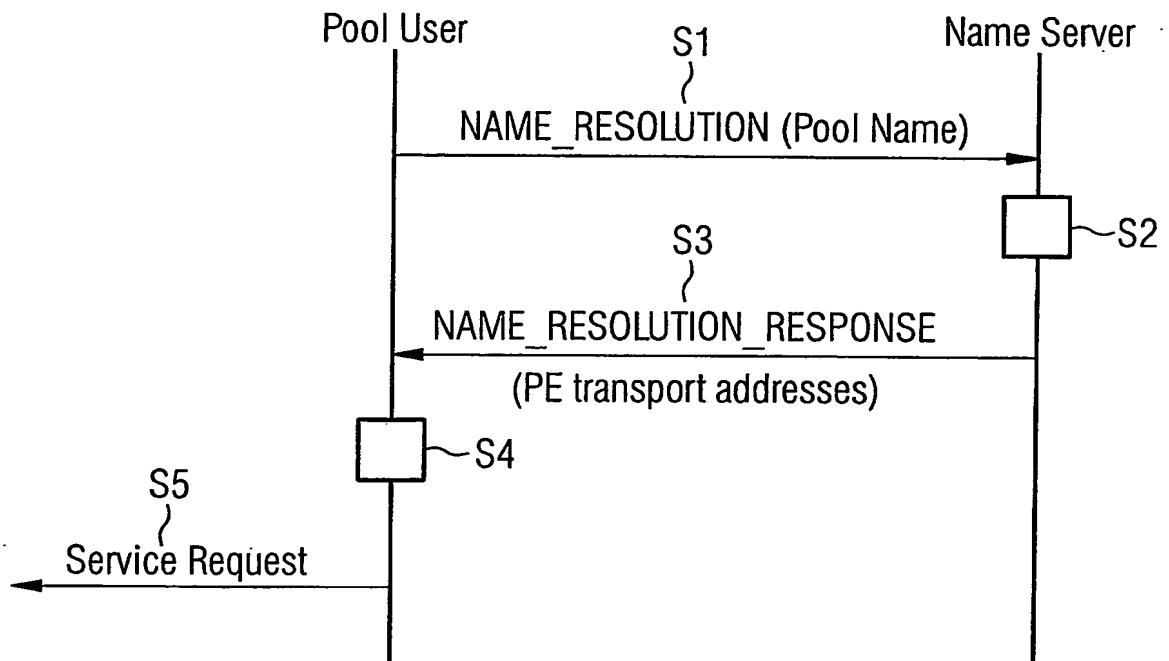 Pool User
Name Server
S1
NAME_RESOLUTION (Pool Name)
S2
S3
NAME_RESOLUTION_RESPONSE
(PE transport addresses)
S4
S5
Service Request